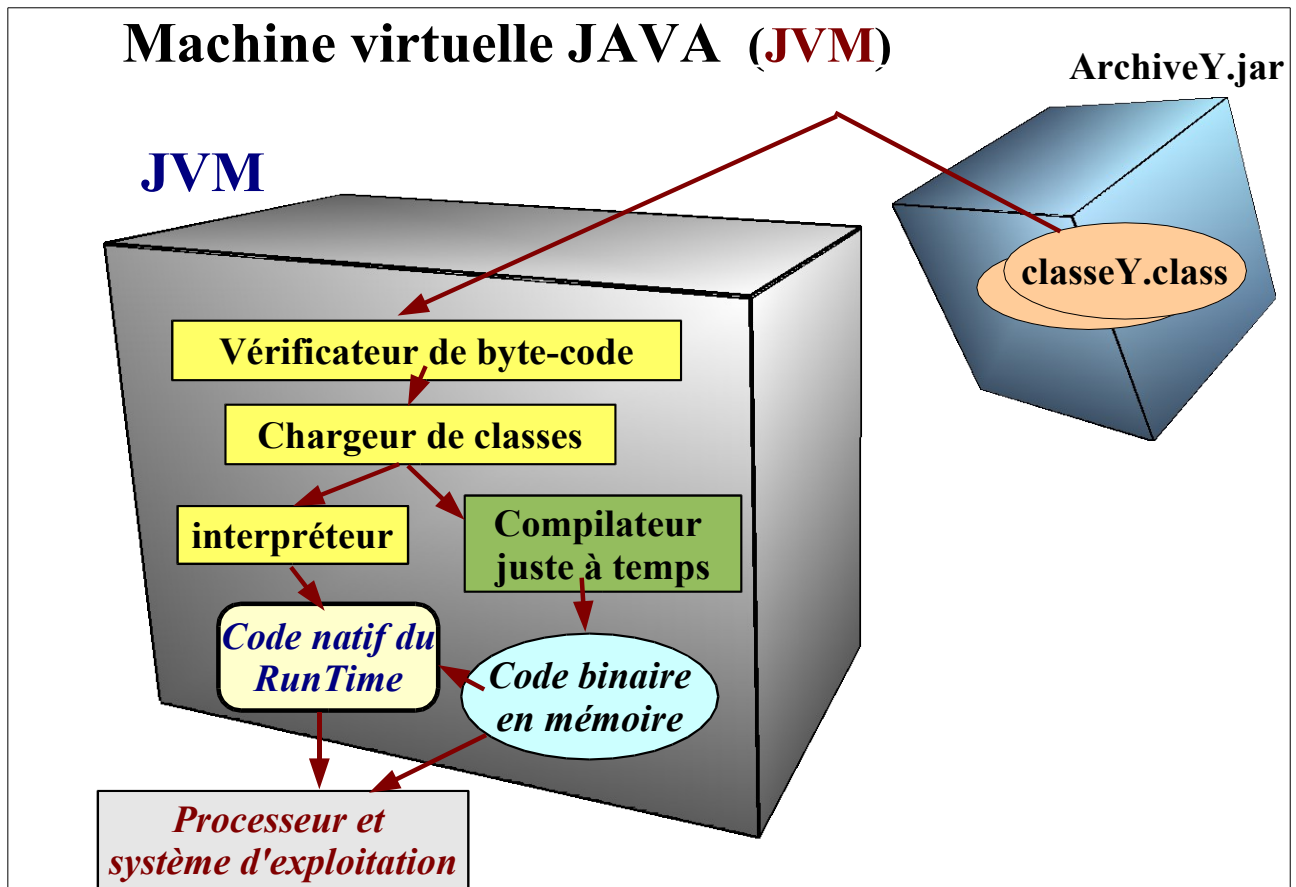 Machine virtuelle JAVA (JVM)
ArchiveY.jar
JVM
classeY.class
Vérificateur de byte-code
Chargeur de classes
interpréteur
Compilateur
juste à temps
Code natif du
RunTime
Code binaire
en mémoire
Processeur et
système d'exploitation